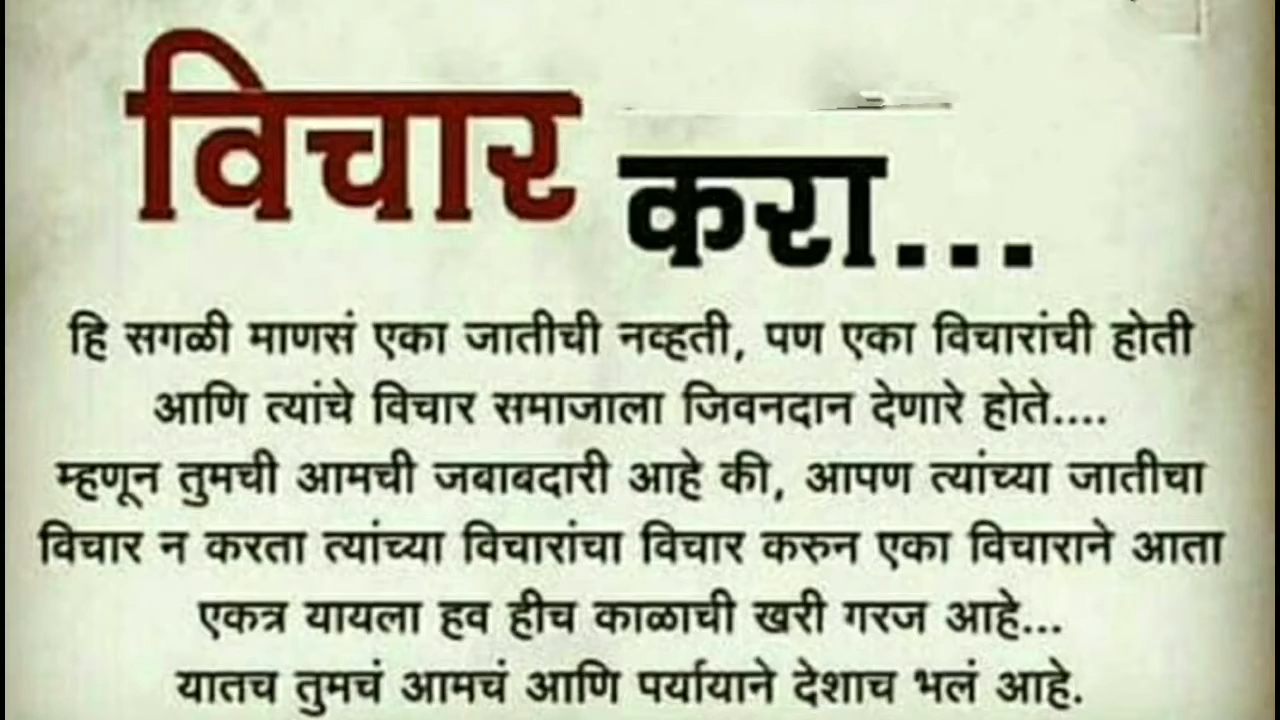 विचार करा...
हि सगळी माणसं एका जातीची नव्हती, पण एका विचारांची होती
आणि त्यांचे विचार समाजाला जिवनदान देणारे होते....
म्हणून तुमची आमची जबाबदारी आहे की, आपण त्यांच्या जातीचा
विचार न करता त्यांच्या विचारांचा विचार करुन एका विचाराने आता
एकत्र यायला हव हीच काळाची खरी गरज आहे...
यातच तुमचं आमचं आणि पर्यायाने देशाच भलं आहे.